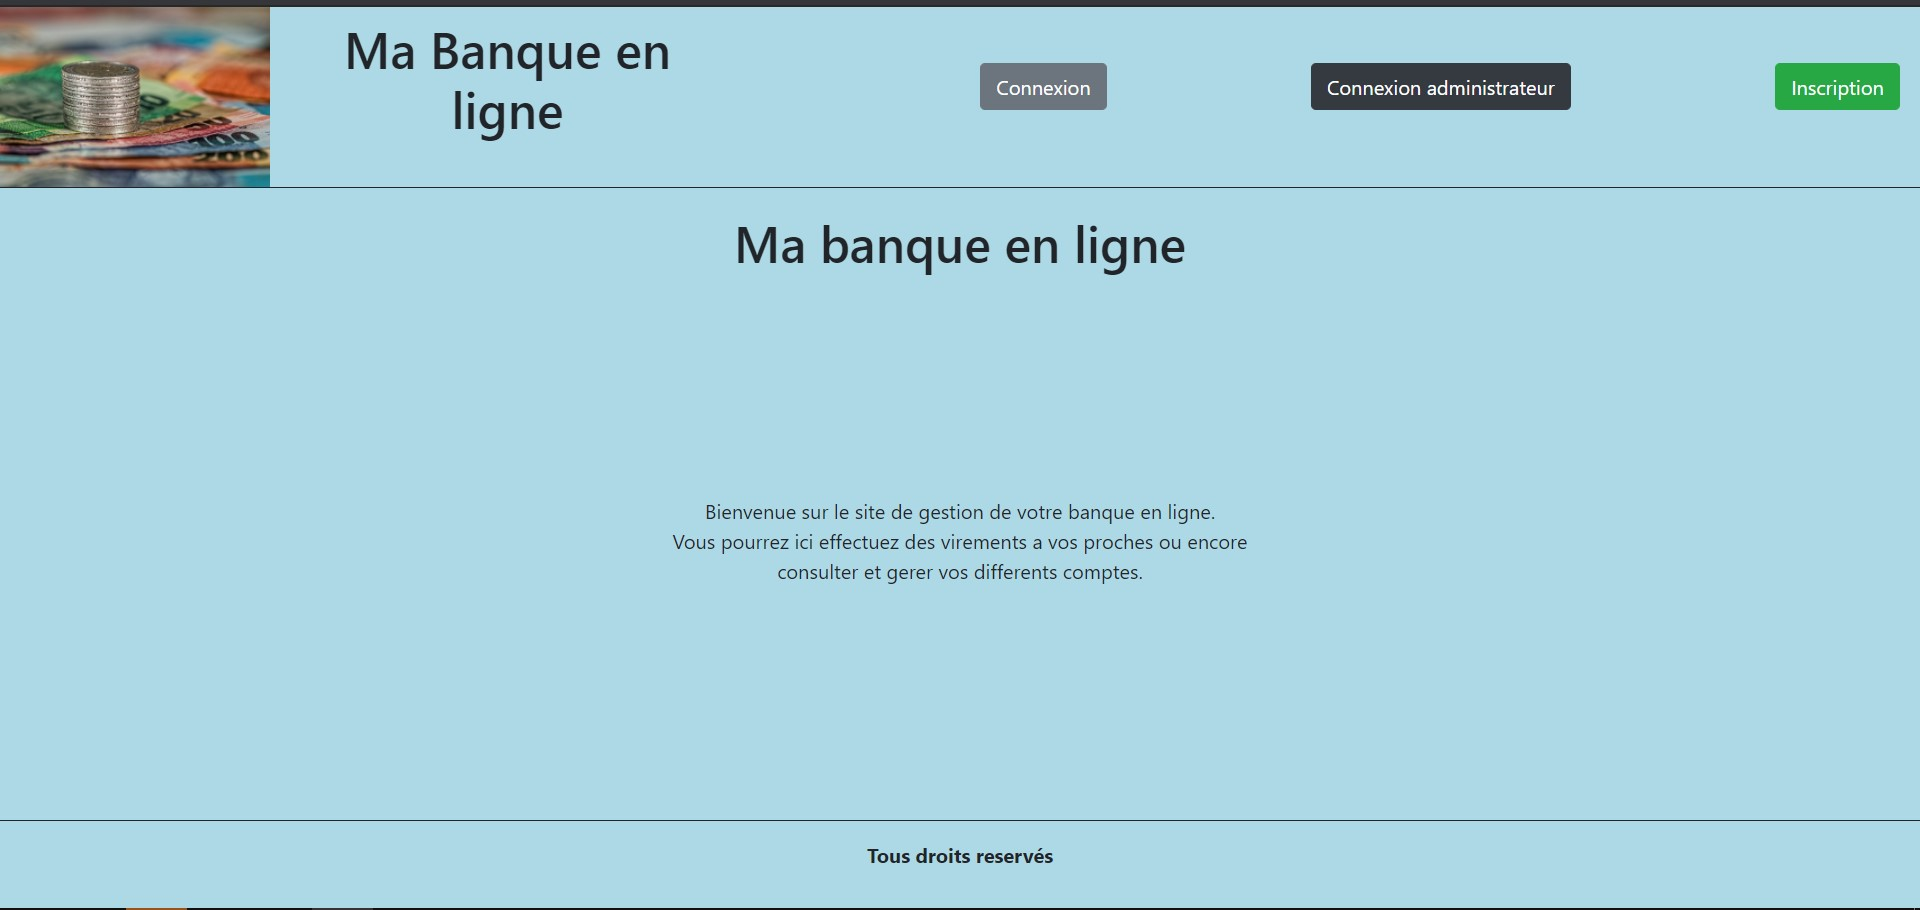 Ma Banque en
ligne
Connexion
Connexion administrateur
Inscription
Ma banque en ligne
Bienvenue sur le site de gestion de votre banque en ligne.
Vous pourrez ici effectuez des virements a vos proches ou encore
consulter et gerer vos differents comptes.
Tous droits reservés